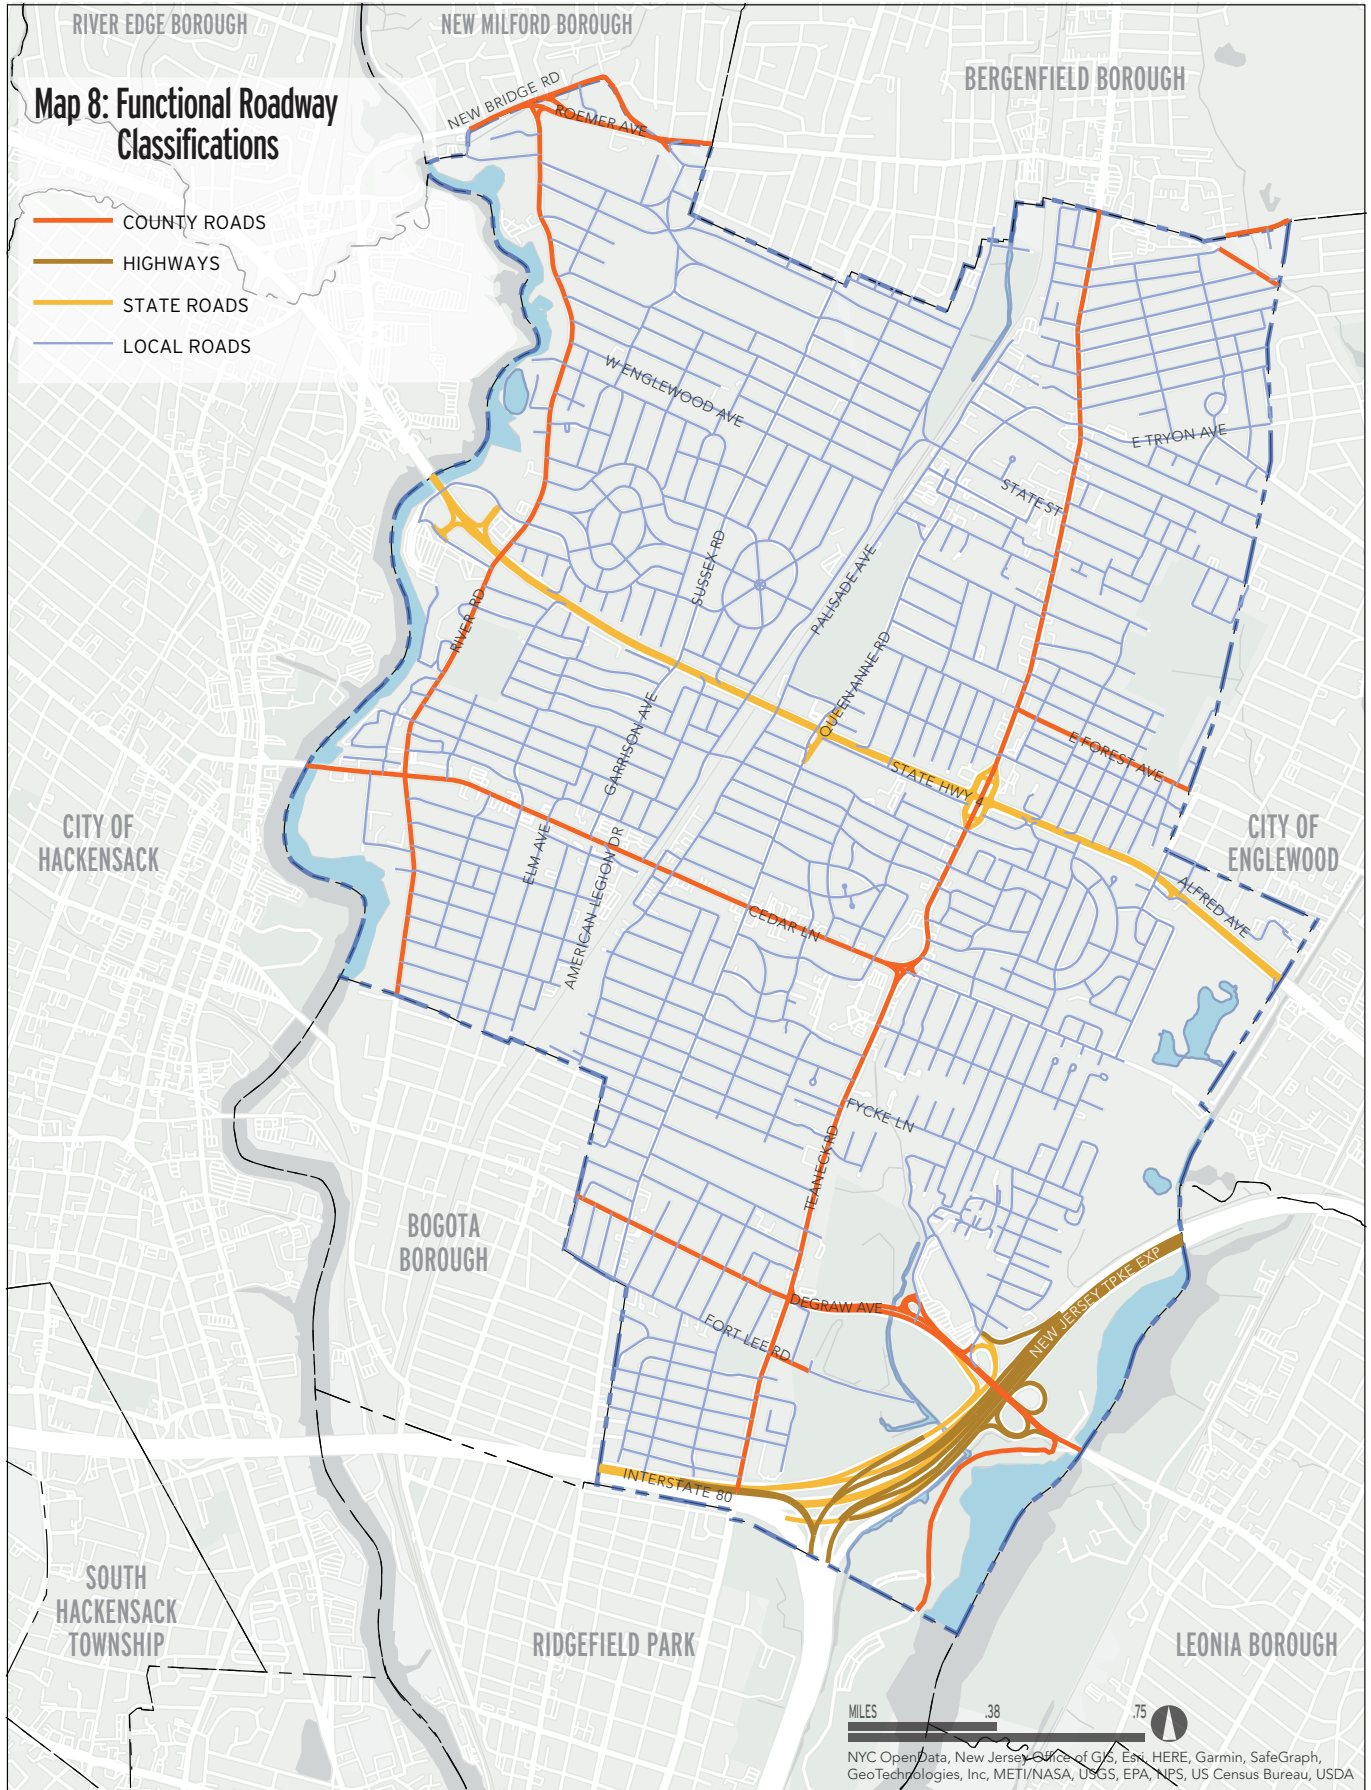 RIVER EDGE BOROUGH
NEW MILFORD BOROUGH
BERGENFIELD BOROUGH
Map 8: Functional Roadway
Classifications
COUNTY ROADS
HIGHWAYS
STATE ROADS
LOCAL ROADS
NEW BRIDGE RD
ROEMER AVE
W ENGLEWOOD AVE
E TRYON AVE
STATE ST
SUSSEX RD
PALISADE AVE
RIVER RD
QUEEN ANNE RD
GARRISON AVE
E FOREST AVE
STATE HWY 4
CITY OF
HACKENSACK
CITY OF
ENGLEWOOD
ELM AVE
AMERICAN LEGION DR
ALFRED AVE
CEDAR LN
FYCKE LN
TEANECK RD
BOGOTA
BOROUGH
NEW JERSEY TPKE EXP
DEGRAW AVE
FORT LEE RD
INTERSTATE 80
SOUTH
HACKENSACK
TOWNSHIP
RIDGEFIELD PARK
LEONIA BOROUGH
MILES .38 .75
NYC OpenData, New Jersey Office of GIS, Esri, HERE, Garmin, SafeGraph,
GeoTechnologies, Inc, METI/NASA, USGS, EPA, NPS, US Census Bureau, USDA